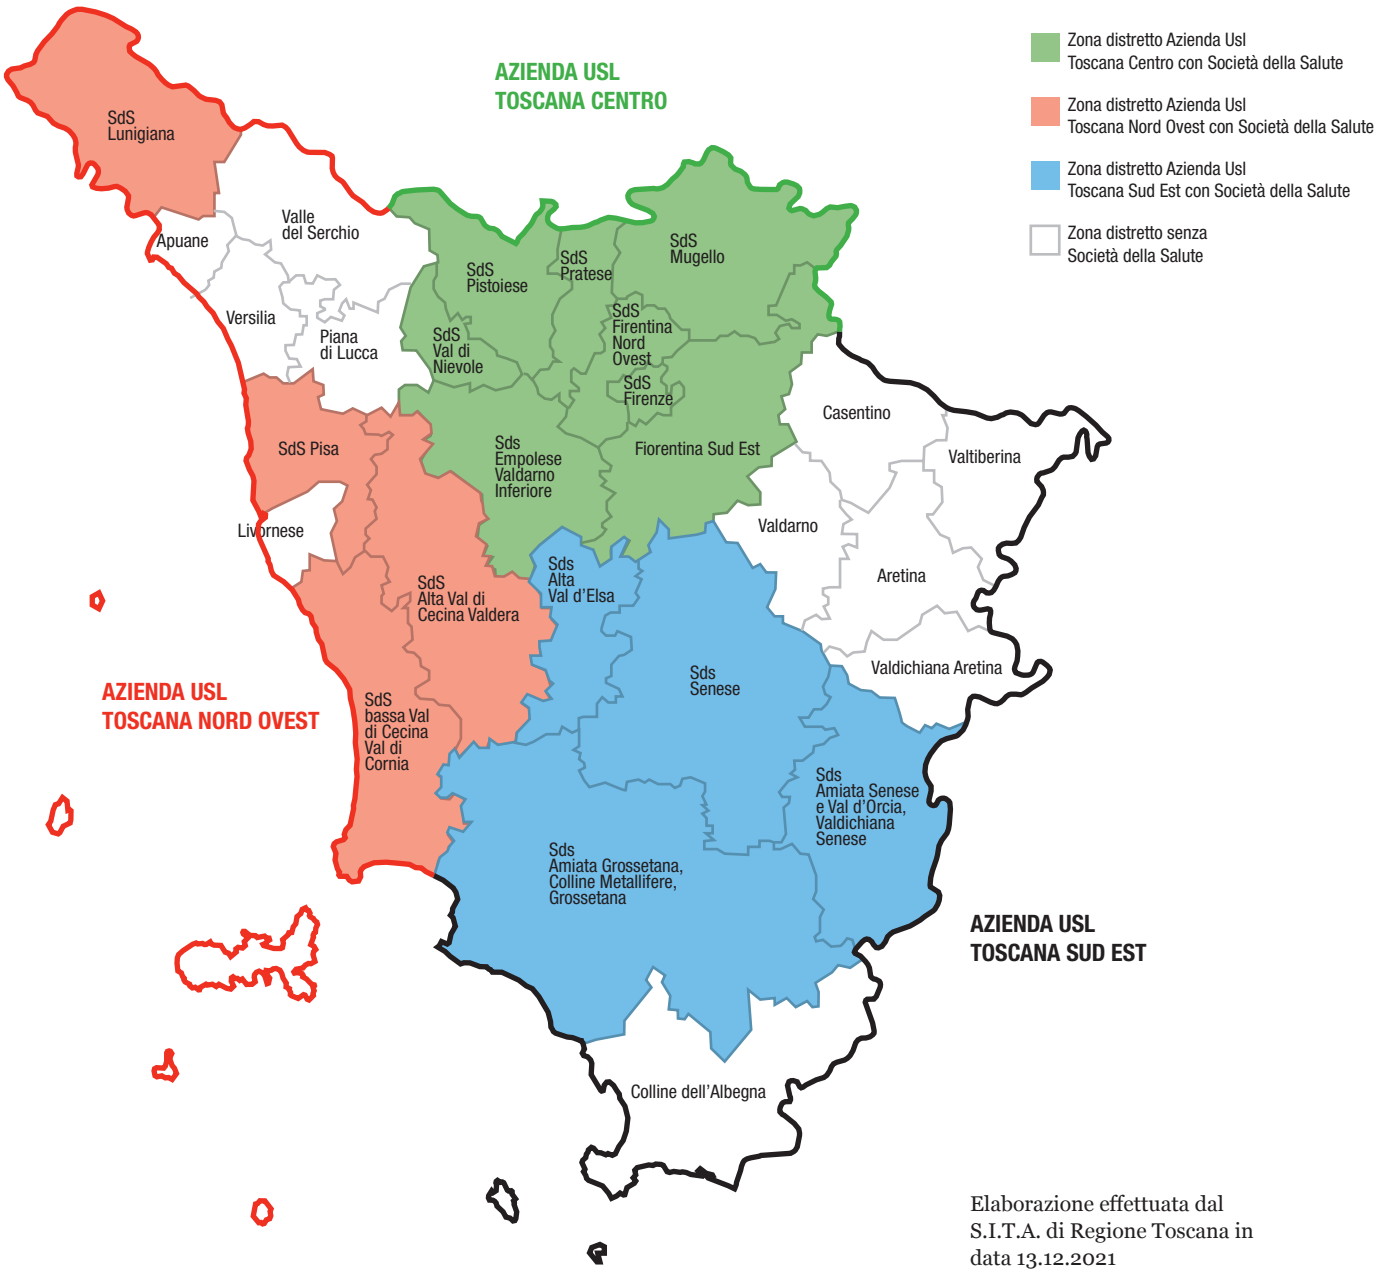 AZIENDA USL
TOSCANA CENTRO
Zona distretto Azienda Usl
Toscana Centro con Società della Salute
Zona distretto Azienda Usl
Toscana Nord Ovest con Società della Salute
Zona distretto Azienda Usl
Toscana Sud Est con Società della Salute
Zona distretto senza
Società della Salute
SdS
Lunigiana
Apuane
Valle
del Serchio
Versilia
Piana
di Lucca
SdS
Pistoiese
SdS
Pratese
SdS
Mugello
SdS
Val di
Nievole
SdS
Firentina
Nord
Ovest
SdS
Firenze
Sds
Empolese
Valdarno
Inferiore
Fiorentina Sud Est
Casentino
Valtiberina
SdS Pisa
Livornese
Valdarno
Aretina
Valdichiana Aretina
SdS
Alta Val di
Cecina Valdera
Sds
Alta
Val d'Elsa
Sds
Senese
AZIENDA USL
TOSCANA NORD OVEST
SdS
bassa Val
di Cecina
Val di
Cornia
Sds
Amiata Senese
e Val d'Orcia,
Valdichiana
Senese
Sds
Amiata Grossetana,
Colline Metallifere,
Grossetana
AZIENDA USL
TOSCANA SUD EST
Colline dell'Albegna
Elaborazione effettuata dal
S.I.T.A. di Regione Toscana in
data 13.12.2021